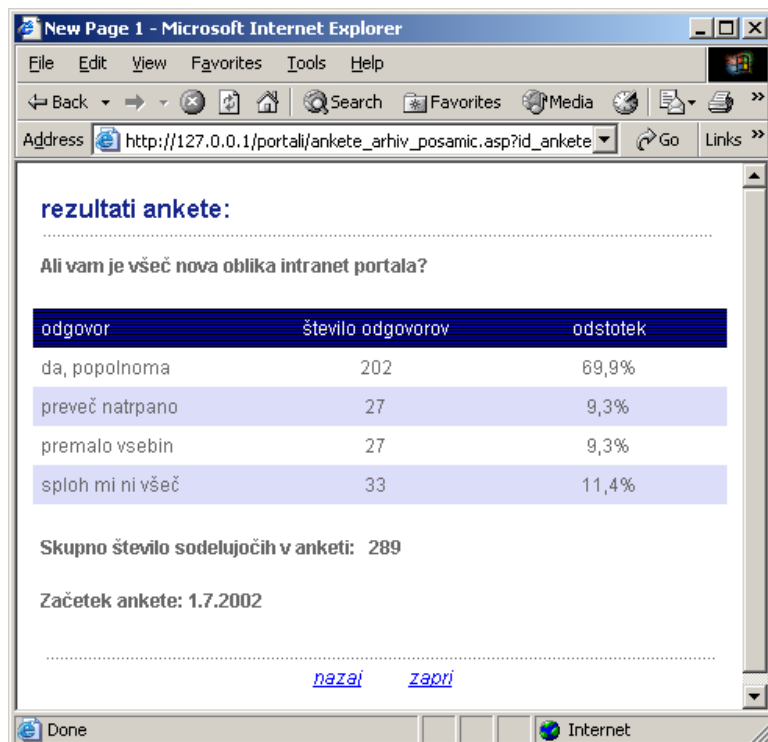 New Page 1 - Microsoft Internet Explorer
File Edit View Favorites Tools Help
Back Search Favorites Media »
Address http://127.0.0.1/portali/ankete_arhiv_posamic.asp?id_ankete Go Links »
rezultati ankete:
Ali vam je všeč nova oblika intranet portala?
odgovor število odgovorov odstotek
da, popolnoma 202 69,9%
preveč natrpano 27 9,3%
premalo vsebin 27 9,3%
sploh mi ni všeč 33 11,4%
Skupno število sodelujočih v anketi: 289
Začetek ankete: 1.7.2002
nazaj zapri
Done Internet